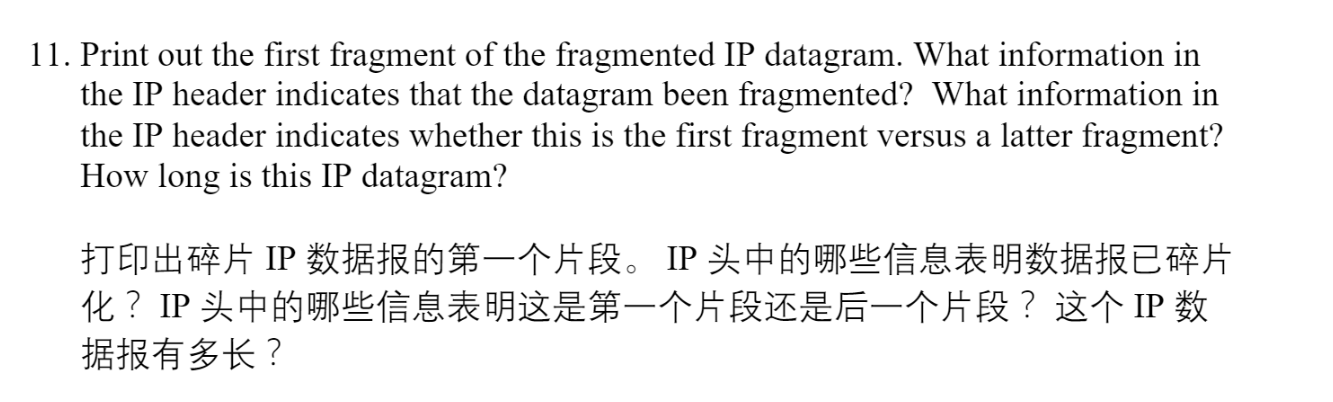 11. Print out the first fragment of the fragmented IP datagram. What information in
the IP header indicates that the datagram been fragmented?  What information in
the IP header indicates whether this is the first fragment versus a latter fragment?
How long is this IP datagram?
打印出碎片 IP 数据报的第一个片段。 IP 头中的哪些信息表明数据报已碎片
化？ IP 头中的哪些信息表明这是第一个片段还是后一个片段？ 这个 IP 数
据报有多长？